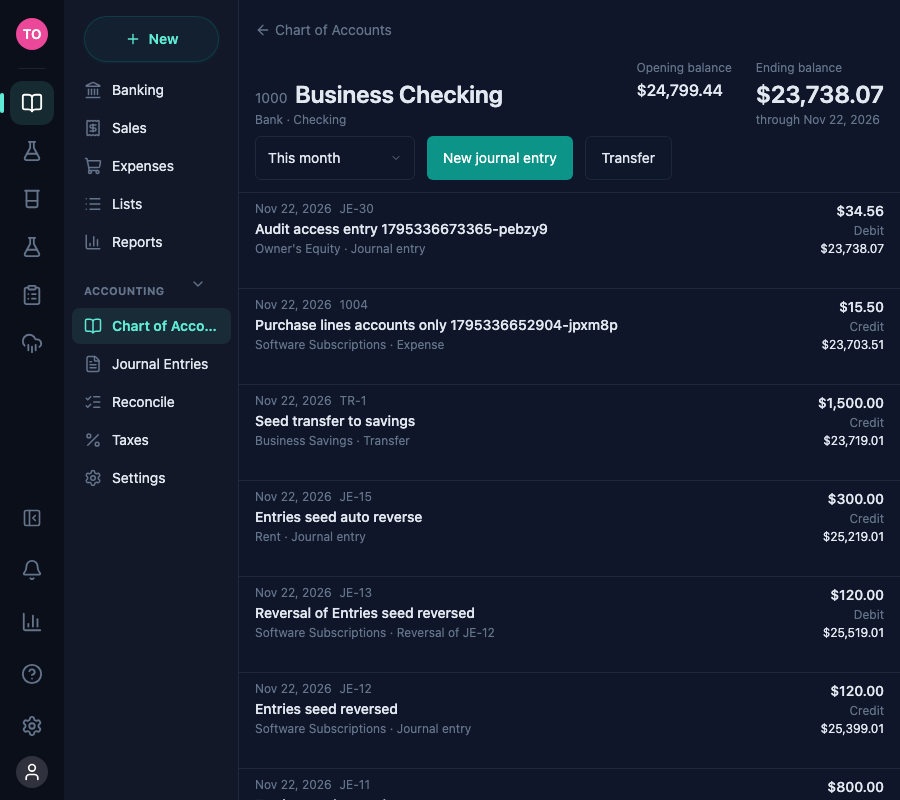 TO
+ New
Banking
Sales
Expenses
Lists
Reports
ACCOUNTING
Chart of Acco...
Journal Entries
Reconcile
Taxes
Settings
← Chart of Accounts
1000 Business Checking
Bank · Checking
Opening balance
$24,799.44
Ending balance
$23,738.07
through Nov 22, 2026
This month
New journal entry
Transfer
Nov 22, 2026 JE-30
Audit access entry 1795336673365-pebzy9
Owner's Equity · Journal entry
$34.56
Debit
$23,738.07
Nov 22, 2026 1004
Purchase lines accounts only 1795336652904-jpxm8p
Software Subscriptions · Expense
$15.50
Credit
$23,703.51
Nov 22, 2026 TR-1
Seed transfer to savings
Business Savings · Transfer
$1,500.00
Credit
$23,719.01
Nov 22, 2026 JE-15
Entries seed auto reverse
Rent · Journal entry
$300.00
Credit
$25,219.01
Nov 22, 2026 JE-13
Reversal of Entries seed reversed
Software Subscriptions · Reversal of JE-12
$120.00
Debit
$25,519.01
Nov 22, 2026 JE-12
Entries seed reversed
Software Subscriptions · Journal entry
$120.00
Credit
$25,399.01
Nov 22, 2026 JE-11
$800.00